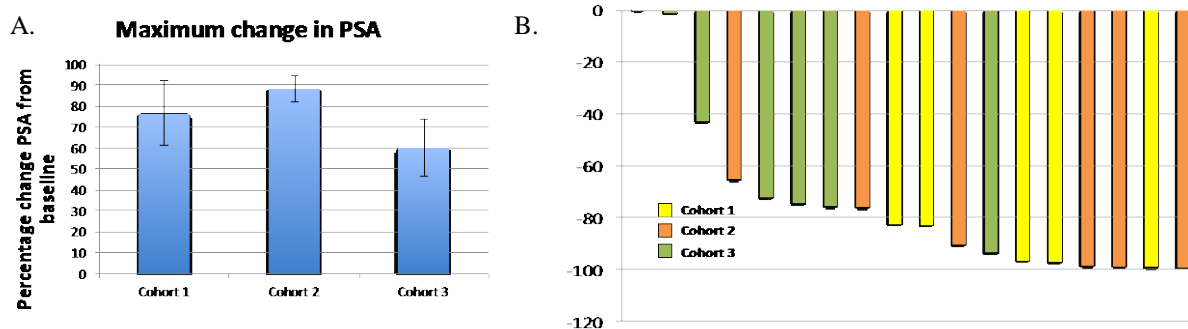 A.
Maximum change in PSA
Percentage change PSA from
baseline
100
90
80
70
60
50
40
30
20
10
0
Cohort 1
Cohort 2
Cohort 3
B.
0
-20
-40
-60
-80
-100
-120
Cohort 1
Cohort 2
Cohort 3